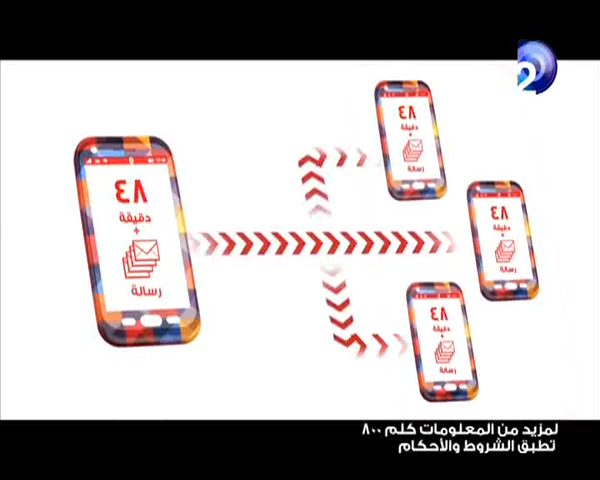 2
٤٨
دقيقة
+
رسالة
٤٨
دقيقة
+
رسالة
٤٨
دقيقة
+
رسالة
٤٨
دقيقة
+
رسالة
لمزيد من المعلومات كلم ٨٠٠
تطبق الشروط والأحكام